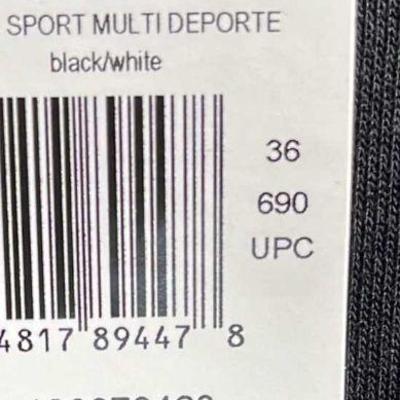 SPORT MULTI DEPORTE
black/white
36
690
UPC
4817 89447 8